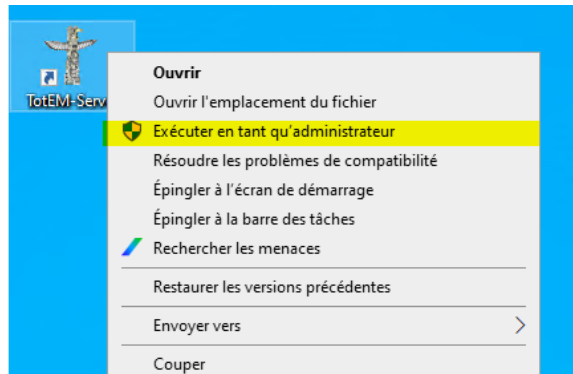 TotEM-Serv
Ouvrir
Ouvrir l'emplacement du fichier
Exécuter en tant qu'administrateur
Résoudre les problèmes de compatibilité
Épingler à l'écran de démarrage
Épingler à la barre des tâches
Rechercher les menaces
Restaurer les versions précédentes
Envoyer vers
Couper